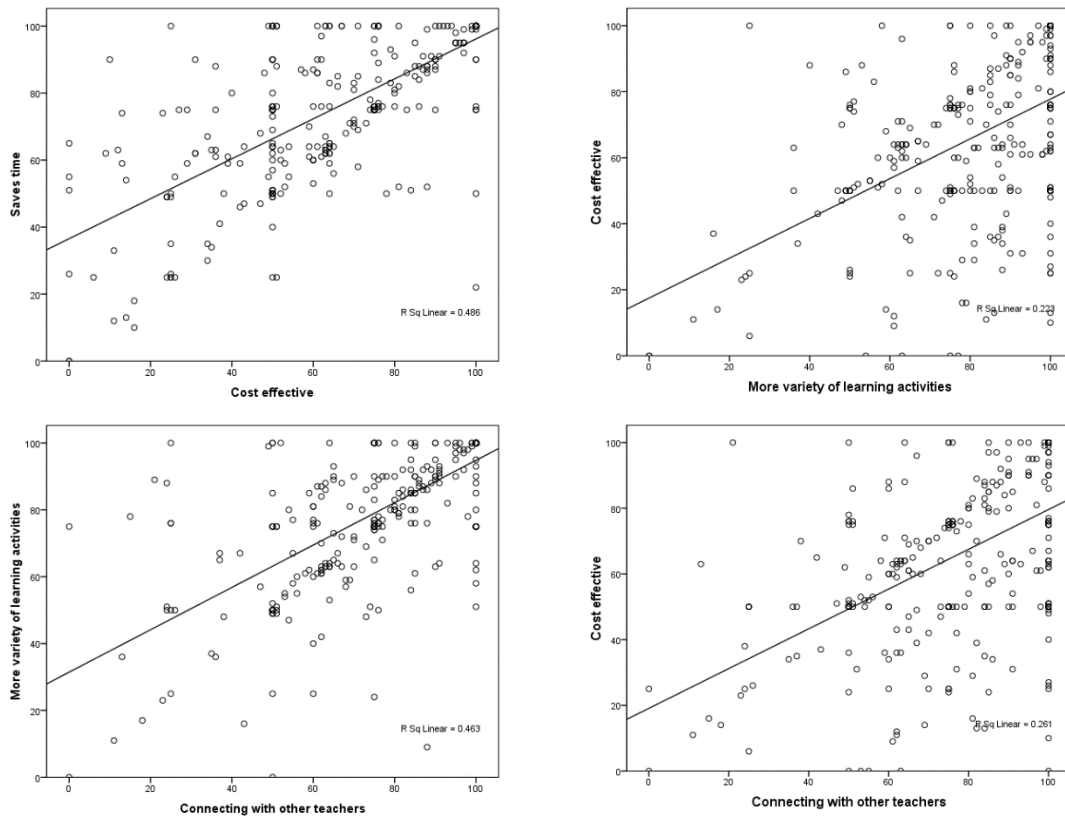 100
80
60
40
20
0
Saves time
R Sq Linear = 0.486
0 20 40 60 80 100
Cost effective
100
80
60
40
20
0
Cost effective
R Sq Linear = 0.223
0 20 40 60 80 100
More variety of learning activities
100
80
60
40
20
0
More variety of learning activities
R Sq Linear = 0.463
0 20 40 60 80 100
Connecting with other teachers
100
80
60
40
20
0
Cost effective
R Sq Linear = 0.261
0 20 40 60 80 100
Connecting with other teachers